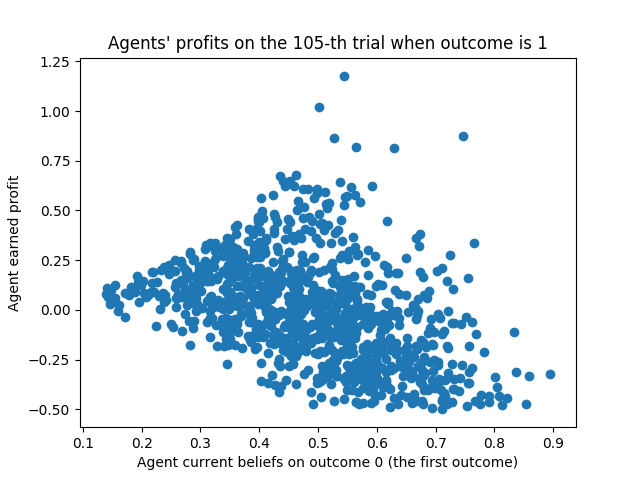 Agents' profits on the 105-th trial when outcome is 1
1.25
1.00
0.75
0.50
0.25
0.00
−0.25
−0.50
Agent earned profit
0.1 0.2 0.3 0.4 0.5 0.6 0.7 0.8 0.9
Agent current beliefs on outcome 0 (the first outcome)